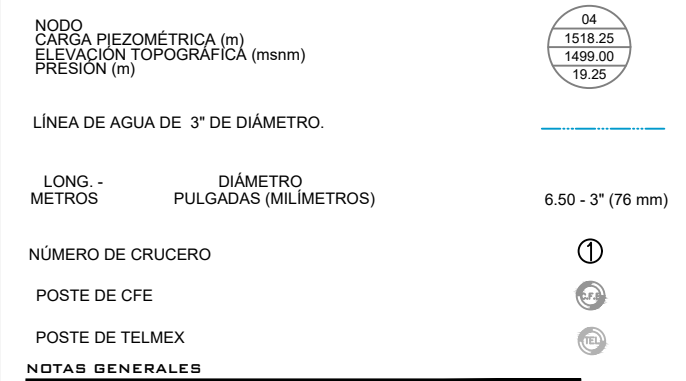 NODO 04
CARGA PIEZOMÉTRICA (m) 1518.25
ELEVACIÓN TOPOGRÁFICA (msnm) 1499.00
PRESIÓN (m) 19.25
LÍNEA DE AGUA DE 3" DE DIÁMETRO.
LONG. - DIÁMETRO
METROS PULGADAS (MILÍMETROS) 6.50 - 3" (76 mm)
NÚMERO DE CRUCERO 1
POSTE DE CFE C.F.E
POSTE DE TELMEX TEL
NOTAS GENERALES